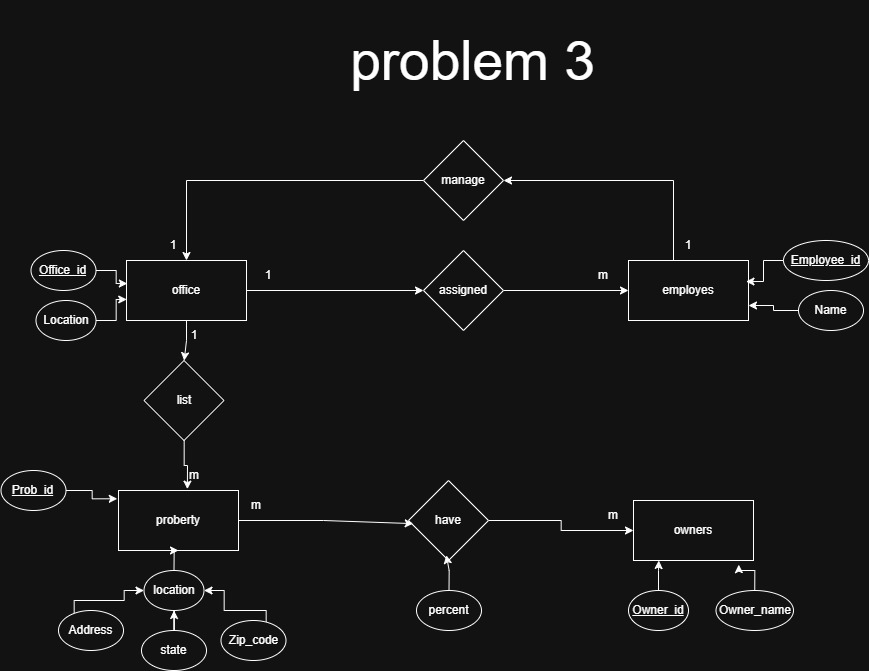 problem 3
manage
1
1
Office_id
Location
office
1
assigned
m
employes
Employee_id
Name
1
list
m
Prob_id
proberty
m
have
m
owners
location
Address
state
Zip_code
percent
Owner_id
Owner_name